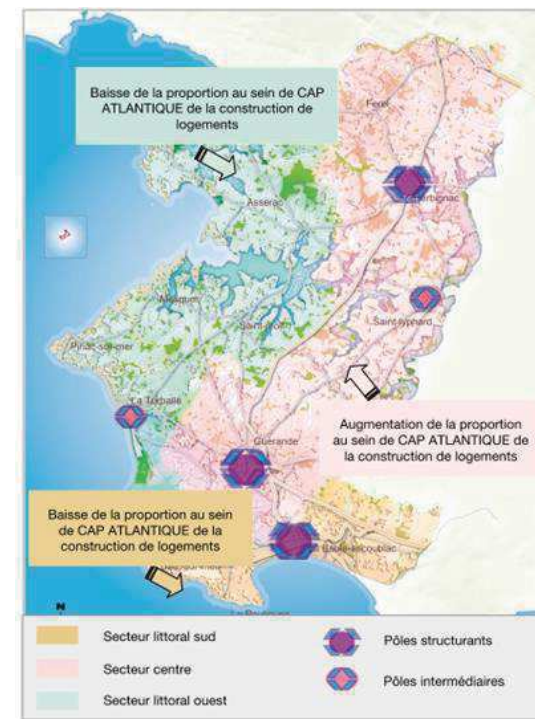 Baisse de la proportion au sein de CAP
ATLANTIQUE de la construction de
logements
Férel
Herbignac
Assérac
Mesquer
Saint-Molf
Saint-Lyphard
Piriac-sur-mer
La Turballe
Guérande
Augmentation de la proportion
au sein de CAP ATLANTIQUE de
la construction de logements
Baisse de la proportion au sein
de CAP ATLANTIQUE de la
construction de logements
N
Secteur littoral sud
Secteur centre
Secteur littoral ouest
Pôles structurants
Pôles intermédiaires